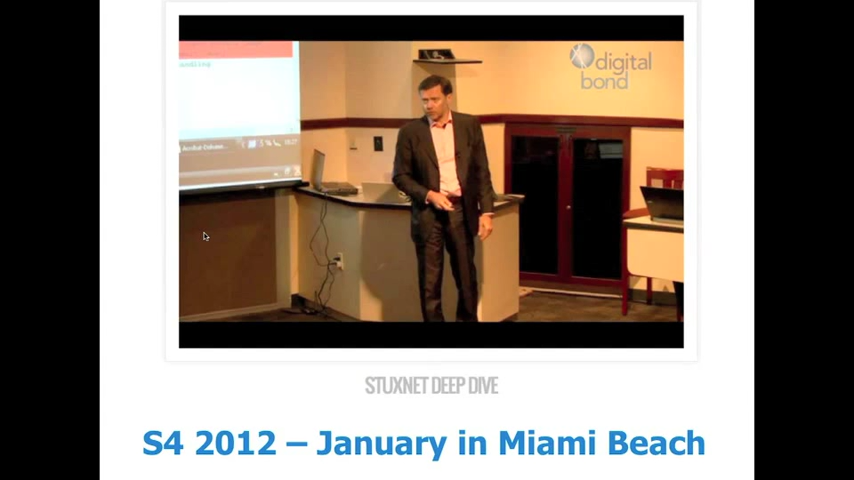 digital
bond
STUXNET DEEP DIVE
S4 2012 – January in Miami Beach